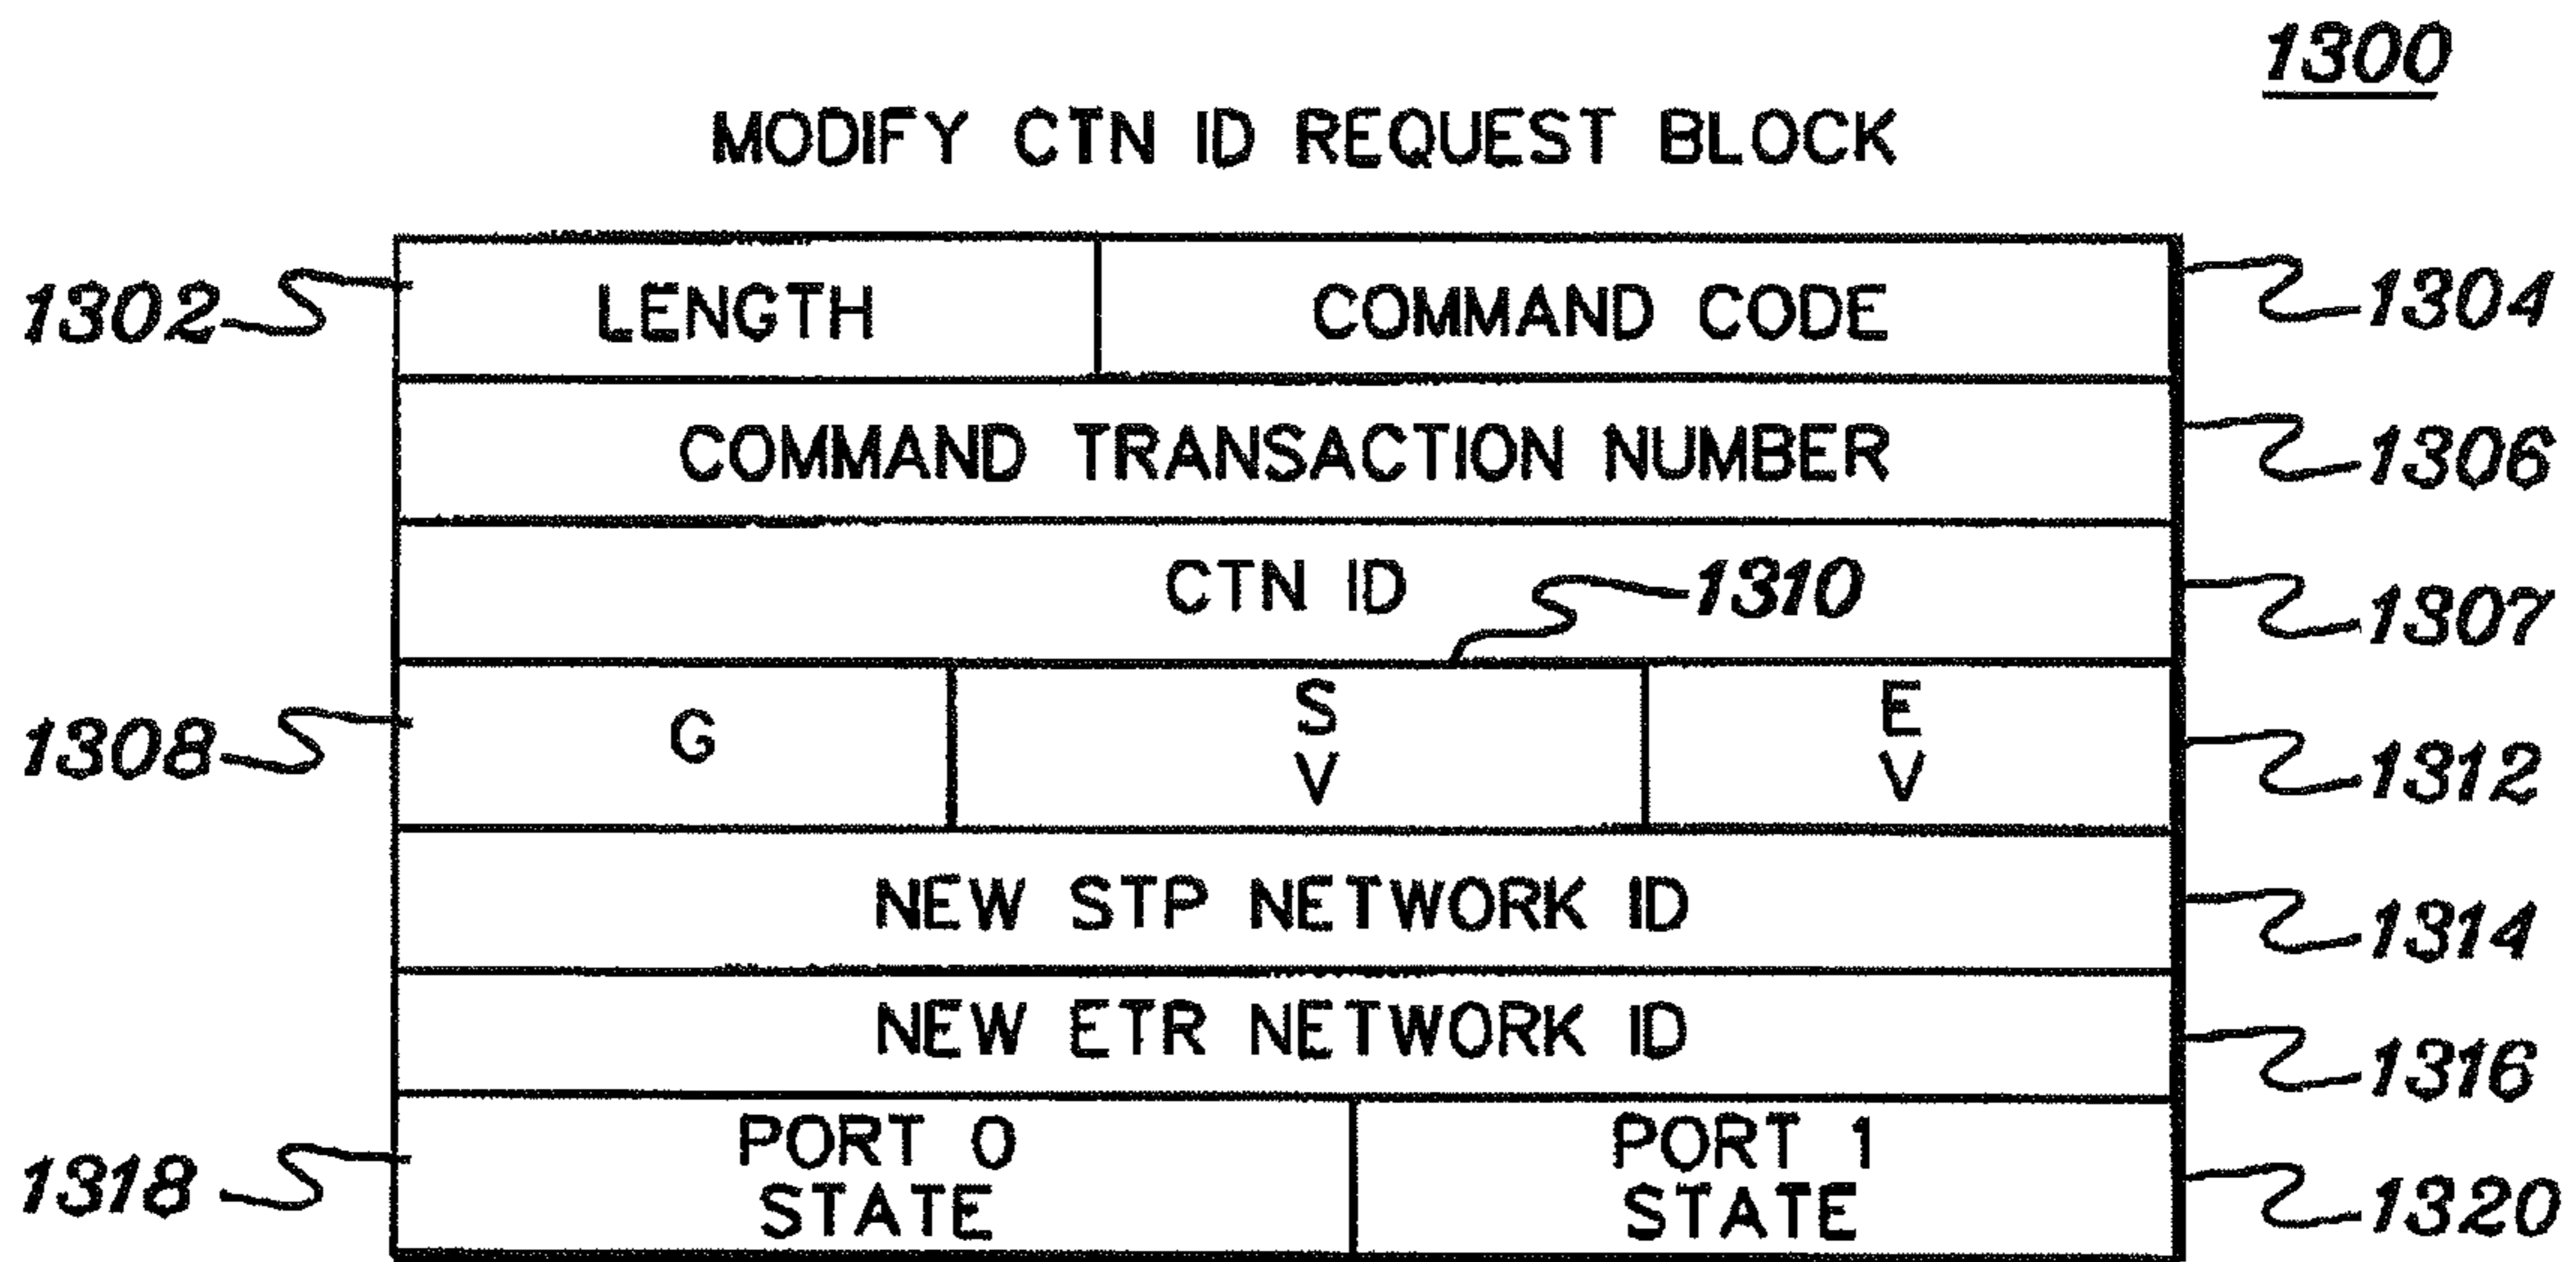 1300
MODIFY CTN ID REQUEST BLOCK
1302 LENGTH COMMAND CODE 1304
COMMAND TRANSACTION NUMBER 1306
CTN ID 1310 1307
1308 G S V E V 1312
NEW STP NETWORK ID 1314
NEW ETR NETWORK ID 1316
1318 PORT 0 STATE PORT 1 STATE 1320